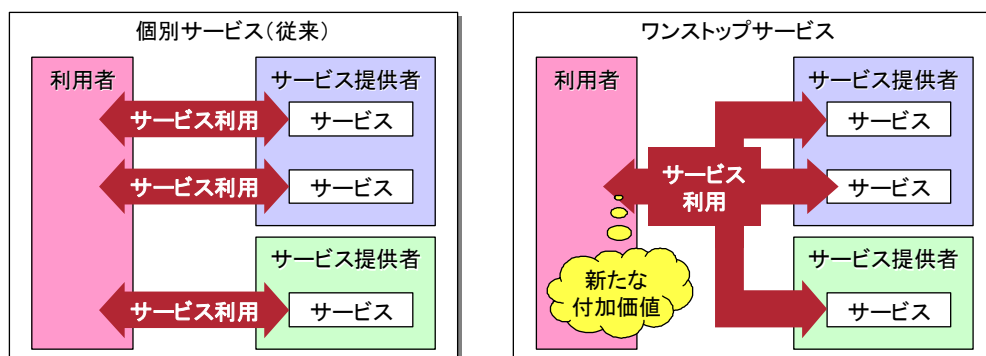 個別サービス(従来)
利用者
サービス提供者
サービス利用
サービス
サービス利用
サービス
サービス提供者
サービス利用
サービス
ワンストップサービス
利用者
サービス提供者
サービス
サービス
利用
サービス
サービス提供者
新たな
付加価値
サービス